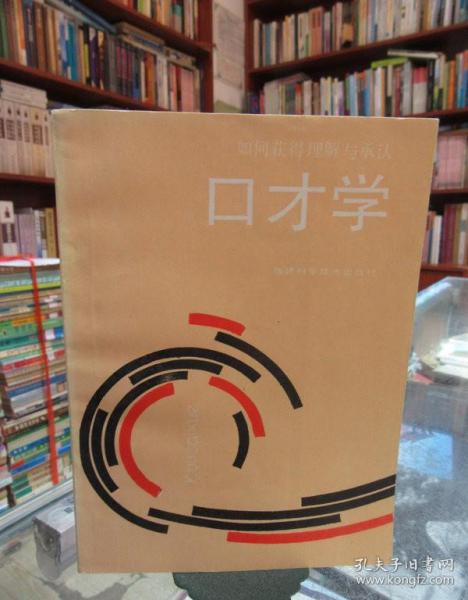 如何获得理解与承认
口才学
福建科学技术出版社
KOUCAIXUE
孔夫子旧书网
www.kongfz.com